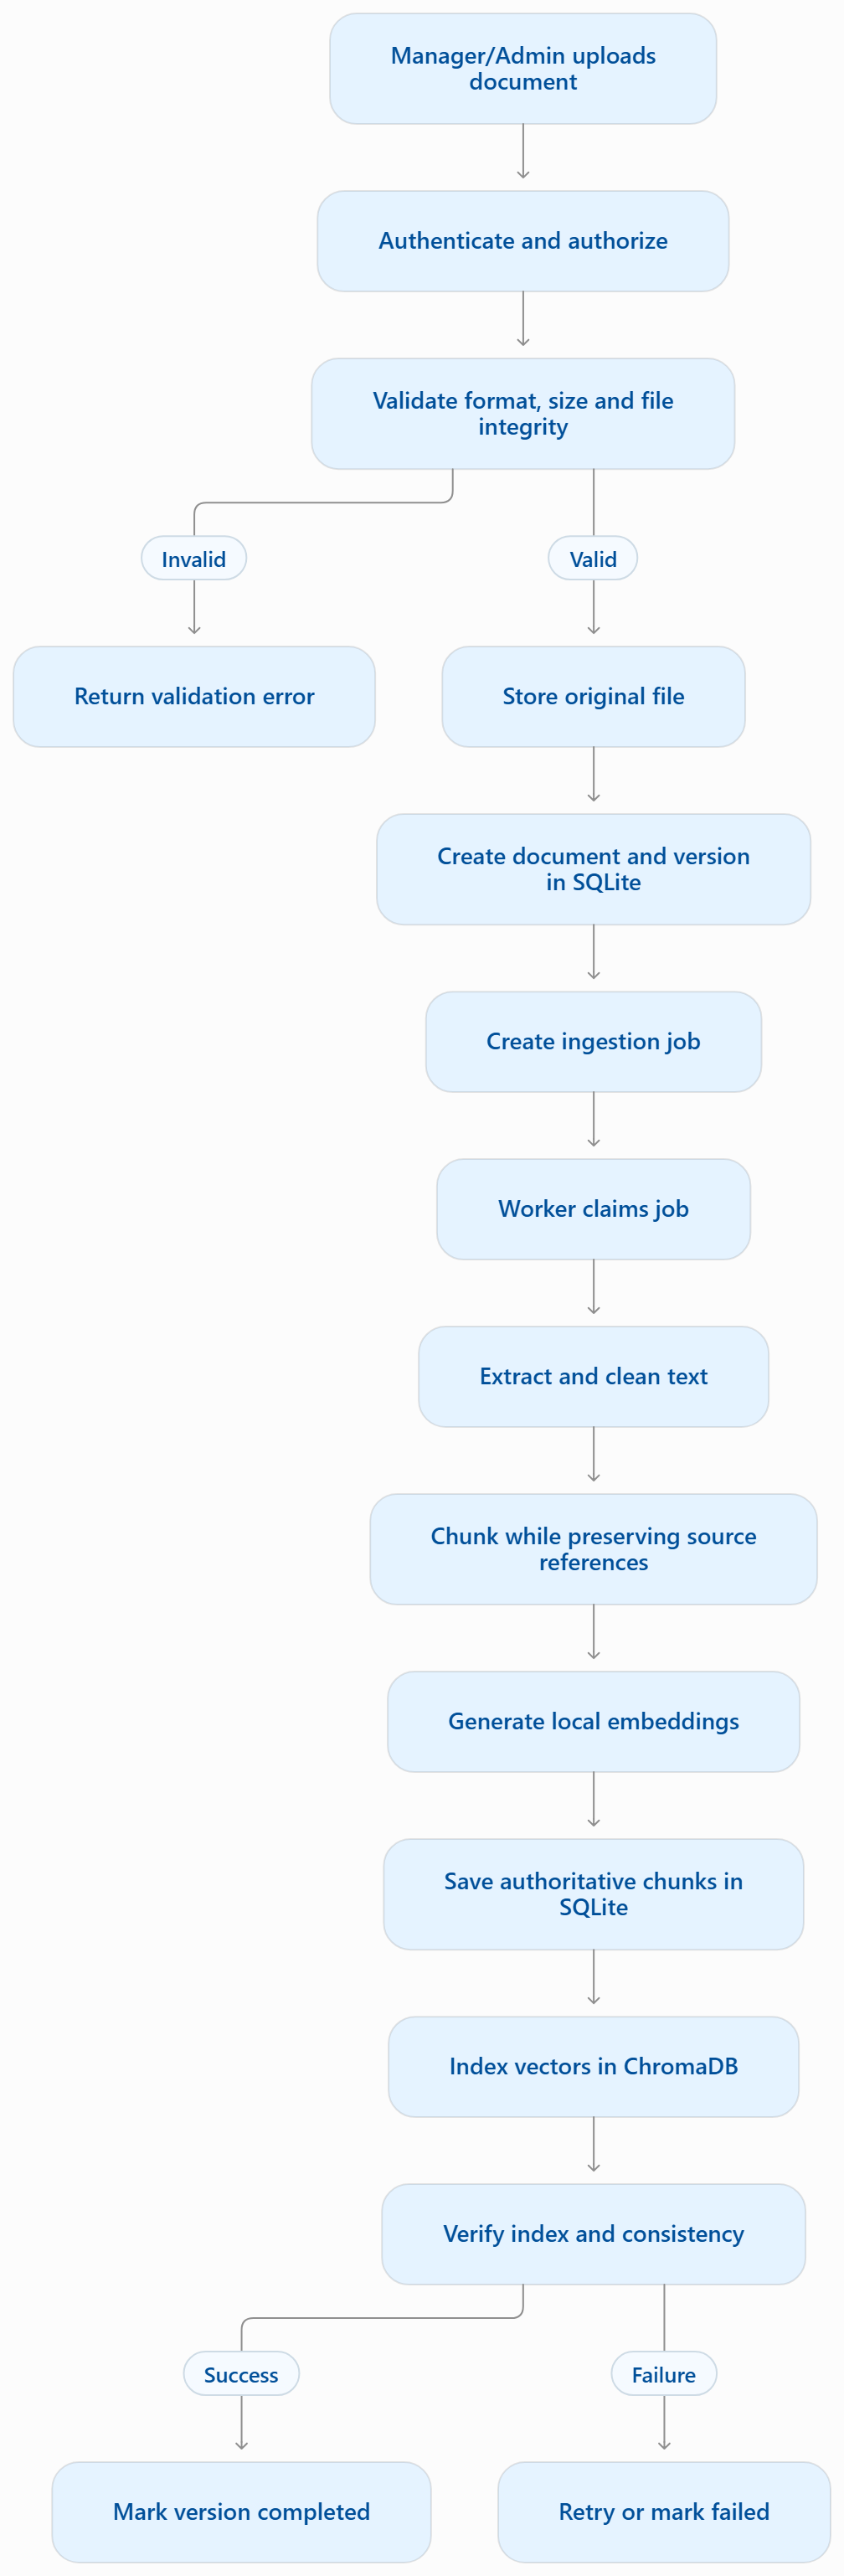 Manager/Admin uploads
document
Authenticate and authorize
Validate format, size and file
integrity
Invalid
Valid
Return validation error
Store original file
Create document and version
in SQLite
Create ingestion job
Worker claims job
Extract and clean text
Chunk while preserving source
references
Generate local embeddings
Save authoritative chunks in
SQLite
Index vectors in ChromaDB
Verify index and consistency
Success
Failure
Mark version completed
Retry or mark failed